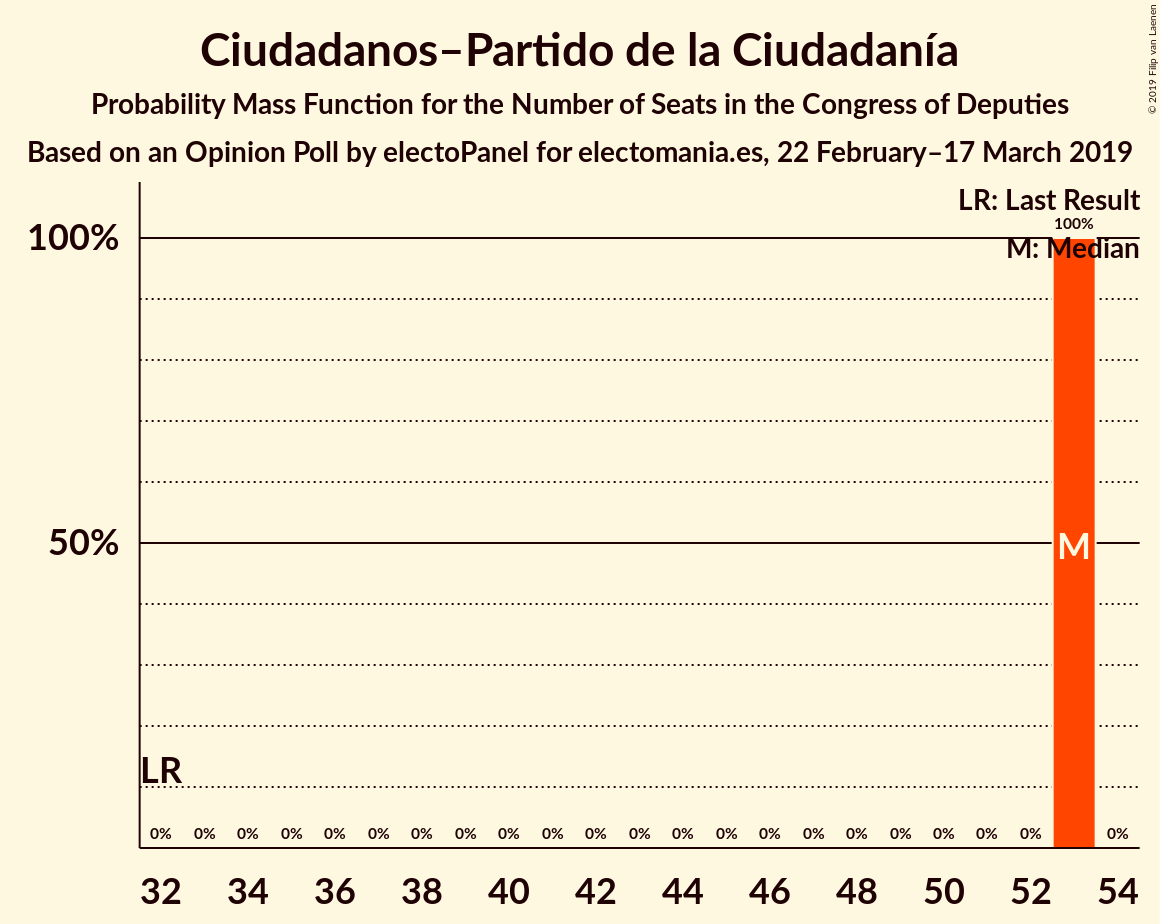 Ciudadanos–Partido de la Ciudadanía
Probability Mass Function for the Number of Seats in the Congress of Deputies
Based on an Opinion Poll by electoPanel for electomania.es, 22 February–17 March 2019
© 2019 Filip van Laenen
LR: Last Result
100%
100%
M: Median
50%
M
LR
0% 0% 0% 0% 0% 0% 0% 0% 0% 0% 0% 0% 0% 0% 0% 0% 0% 0% 0% 0% 0% 0%
32 34 36 38 40 42 44 46 48 50 52 54